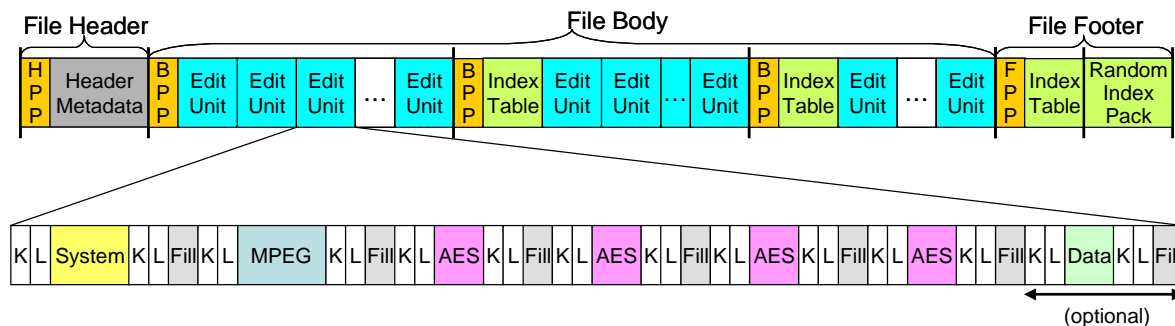 File Header File Body File Footer
H P P Header Metadata B P P Edit Unit Edit Unit Edit Unit ... Edit Unit B P P Index Table Edit Unit Edit Unit ... Edit Unit B P P Index Table Edit Unit ... Edit Unit F P P Index Table Random Index Pack
K L System K L Fill K L MPEG K L Fill K L AES K L Fill K L AES K L Fill K L AES K L Fill K L AES K L Fill K L Data K L Fil
(optional)